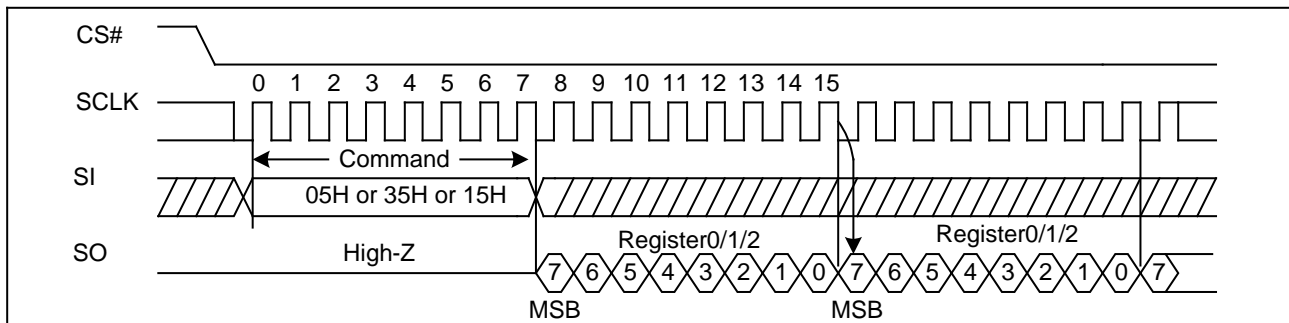 CS#
0 1 2 3 4 5 6 7 8 9 10 11 12 13 14 15
SCLK
Command
SI
05H or 35H or 15H
Register0/1/2 Register0/1/2
SO High-Z
7 6 5 4 3 2 1 0 7 6 5 4 3 2 1 0 7
MSB MSB